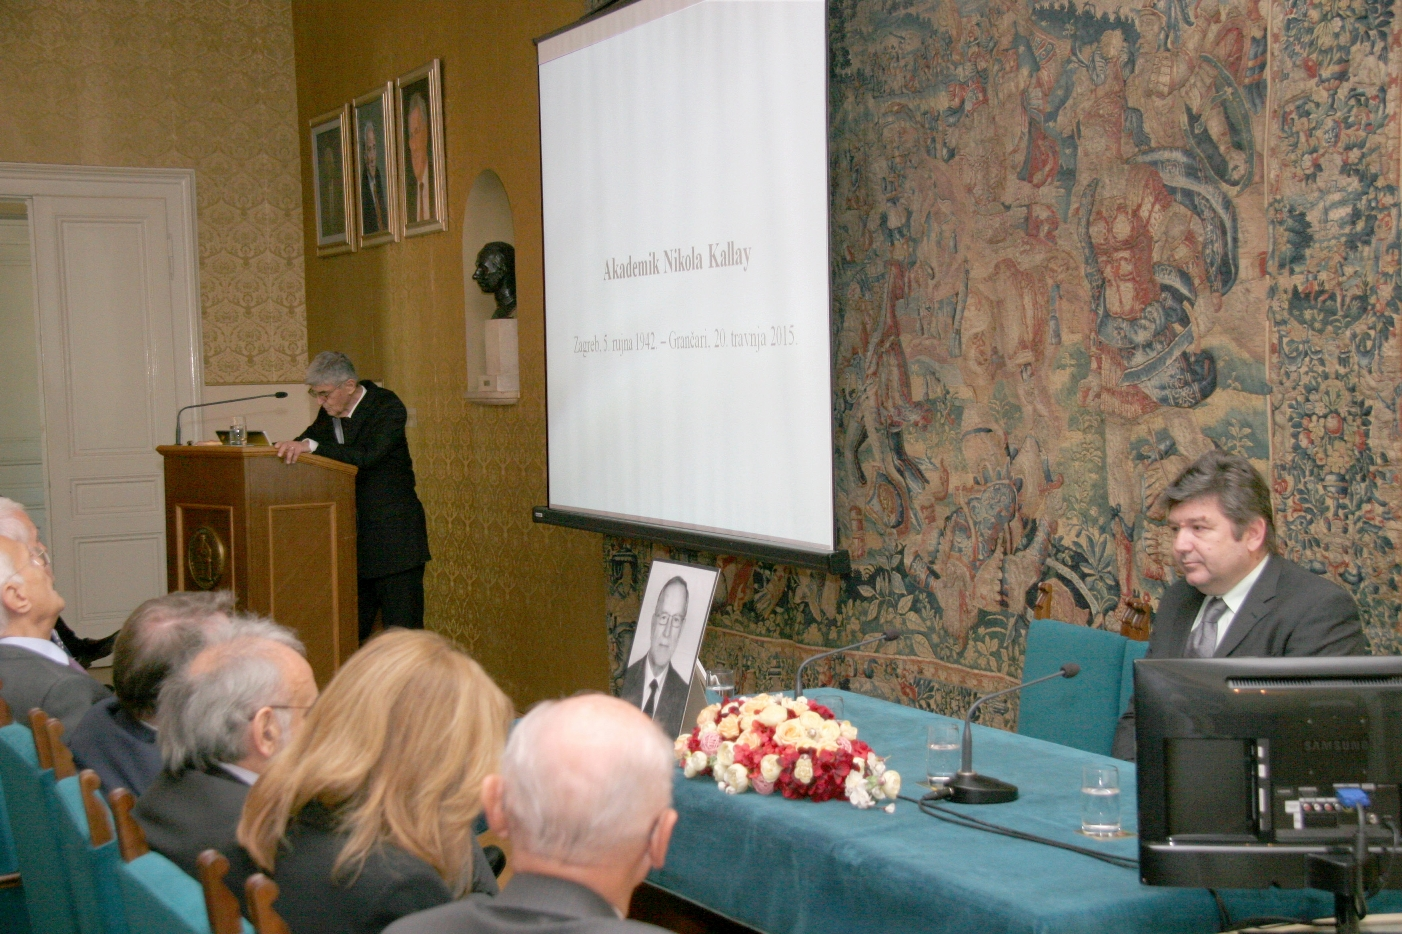 Akademik Nikola Kallay
Zagreb, 5. rujna 1942. – Grančari, 20. travnja 2015.
SAMSUNG